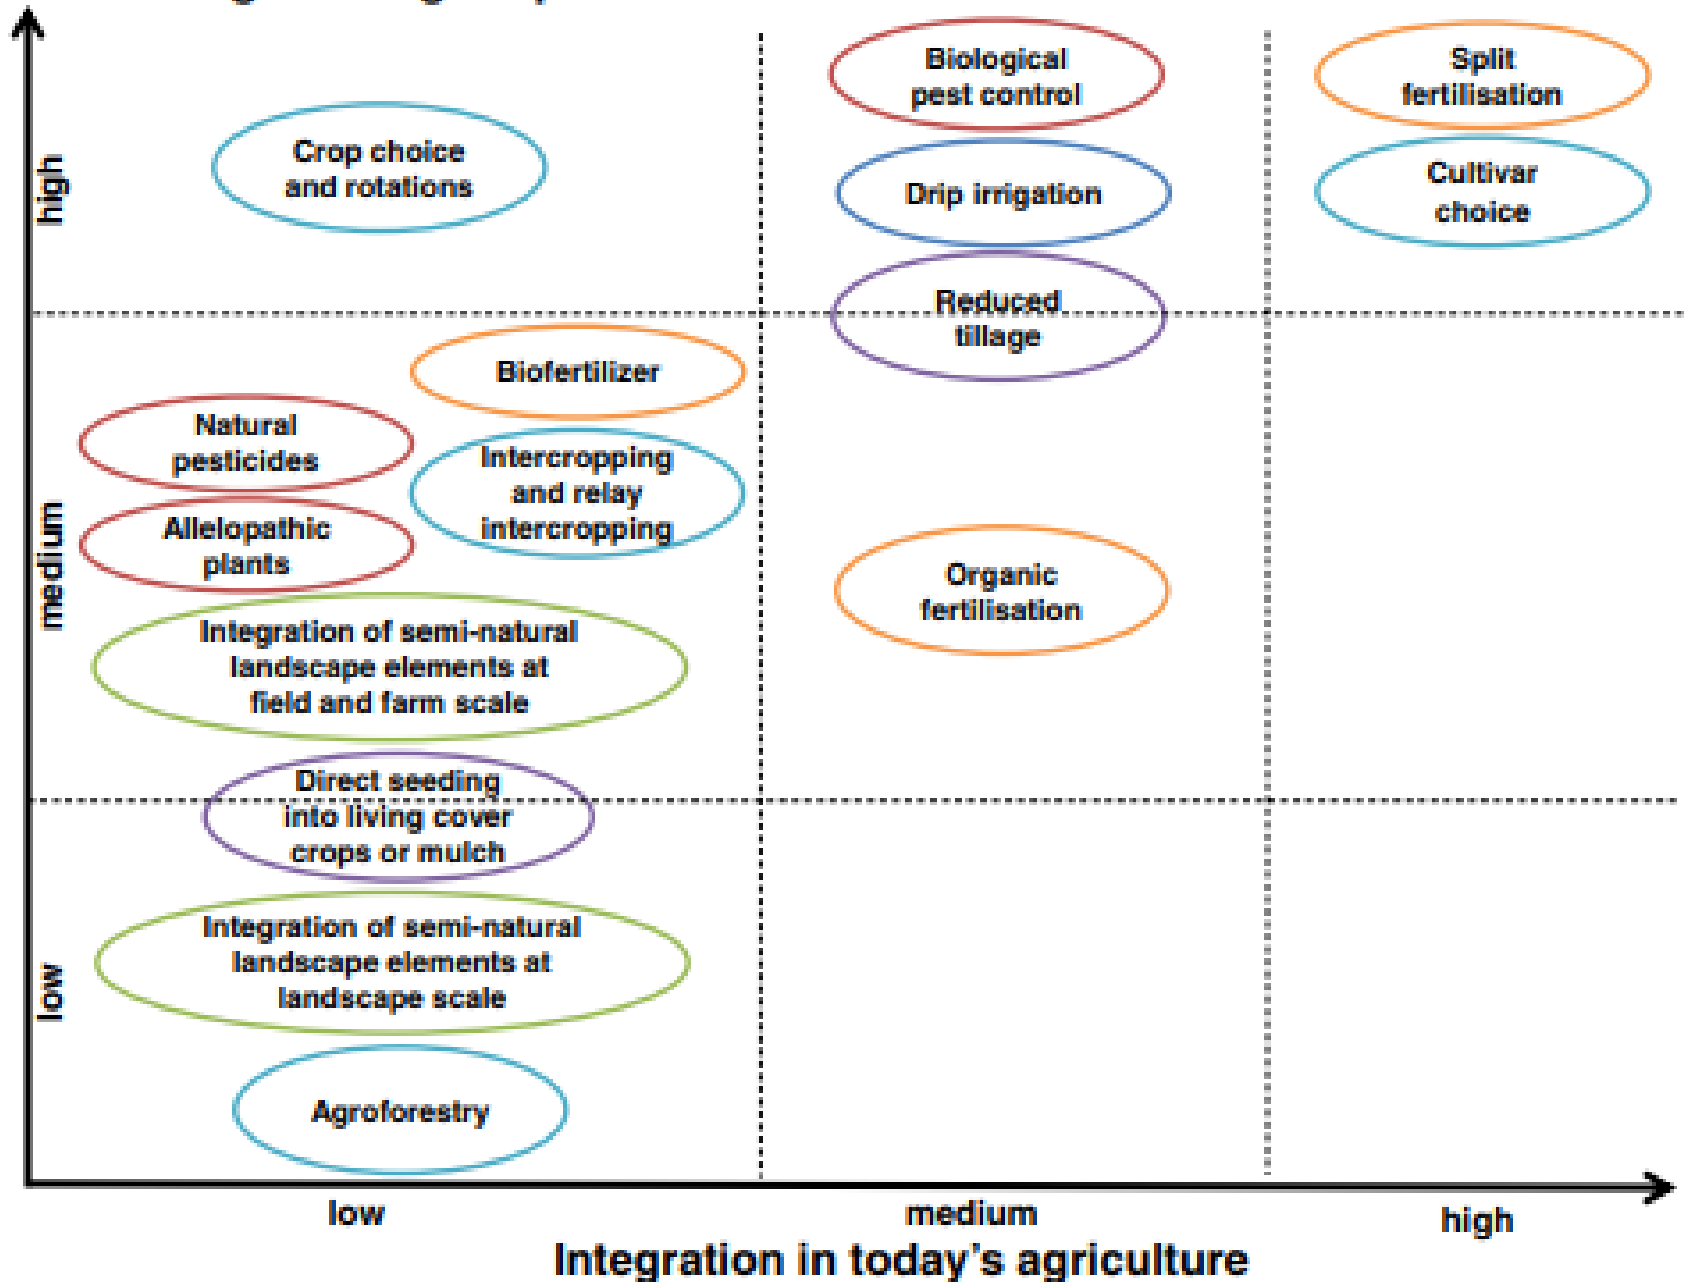 Biological
pest control
Split
fertilisation
Crop choice
and rotations
Drip irrigation
Cultivar
choice
high
Reduced
tillage
Biofertilizer
Natural
pesticides
Intercropping
and relay
intercropping
Allelopathic
plants
medium
Organic
fertilisation
Integration of semi-natural
landscape elements at
field and farm scale
Direct seeding
into living cover
crops or mulch
Integration of semi-natural
landscape elements at
landscape scale
low
Agroforestry
low
medium
high
Integration in today's agriculture